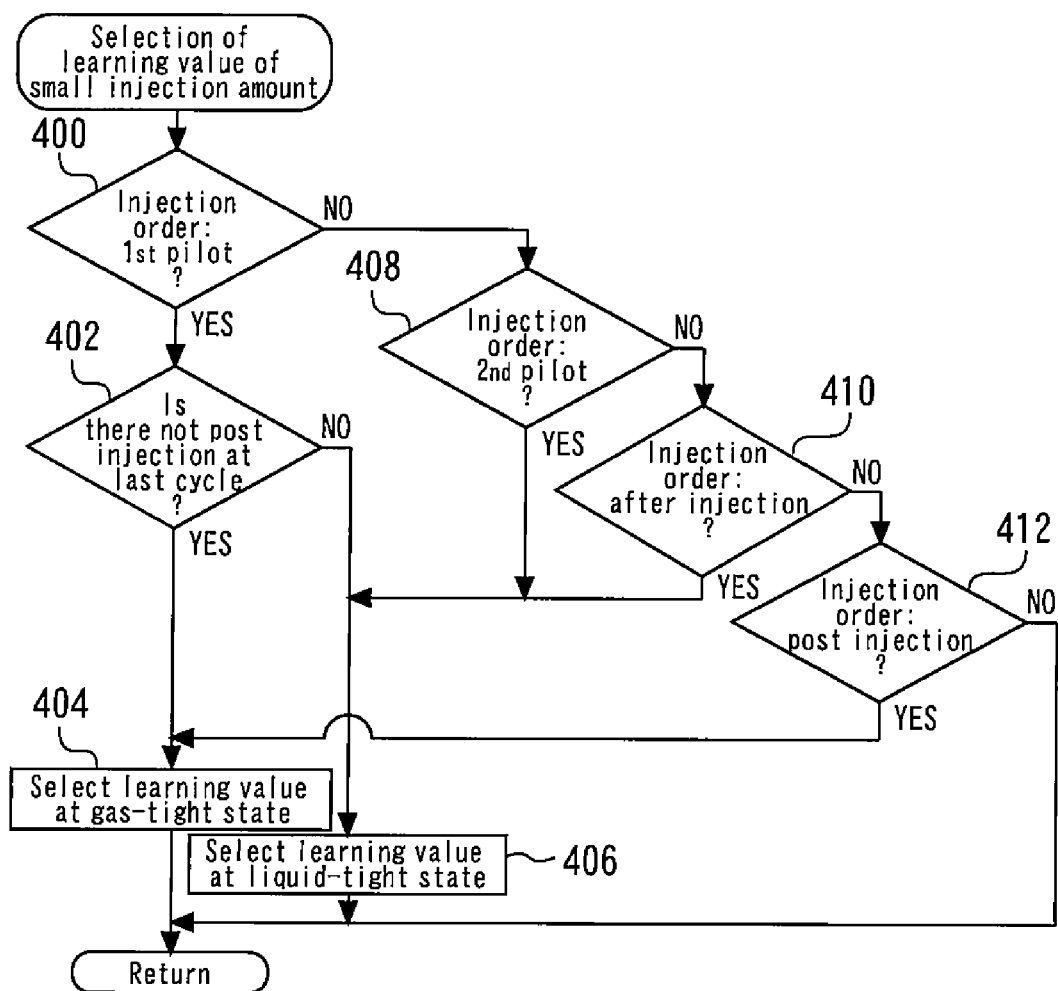 Selection of
learning value of
small injection amount
400
Injection
order:
1st pilot
?
NO
YES
408
Injection
order:
2nd pilot
?
NO
YES
402
Is
there not post
injection at
last cycle
?
NO
YES
410
Injection
order:
after injection
?
NO
YES
412
Injection
order:
post injection
?
NO
YES
404
Select learning value
at gas-tight state
Select learning value
at liquid-tight state
406
Return